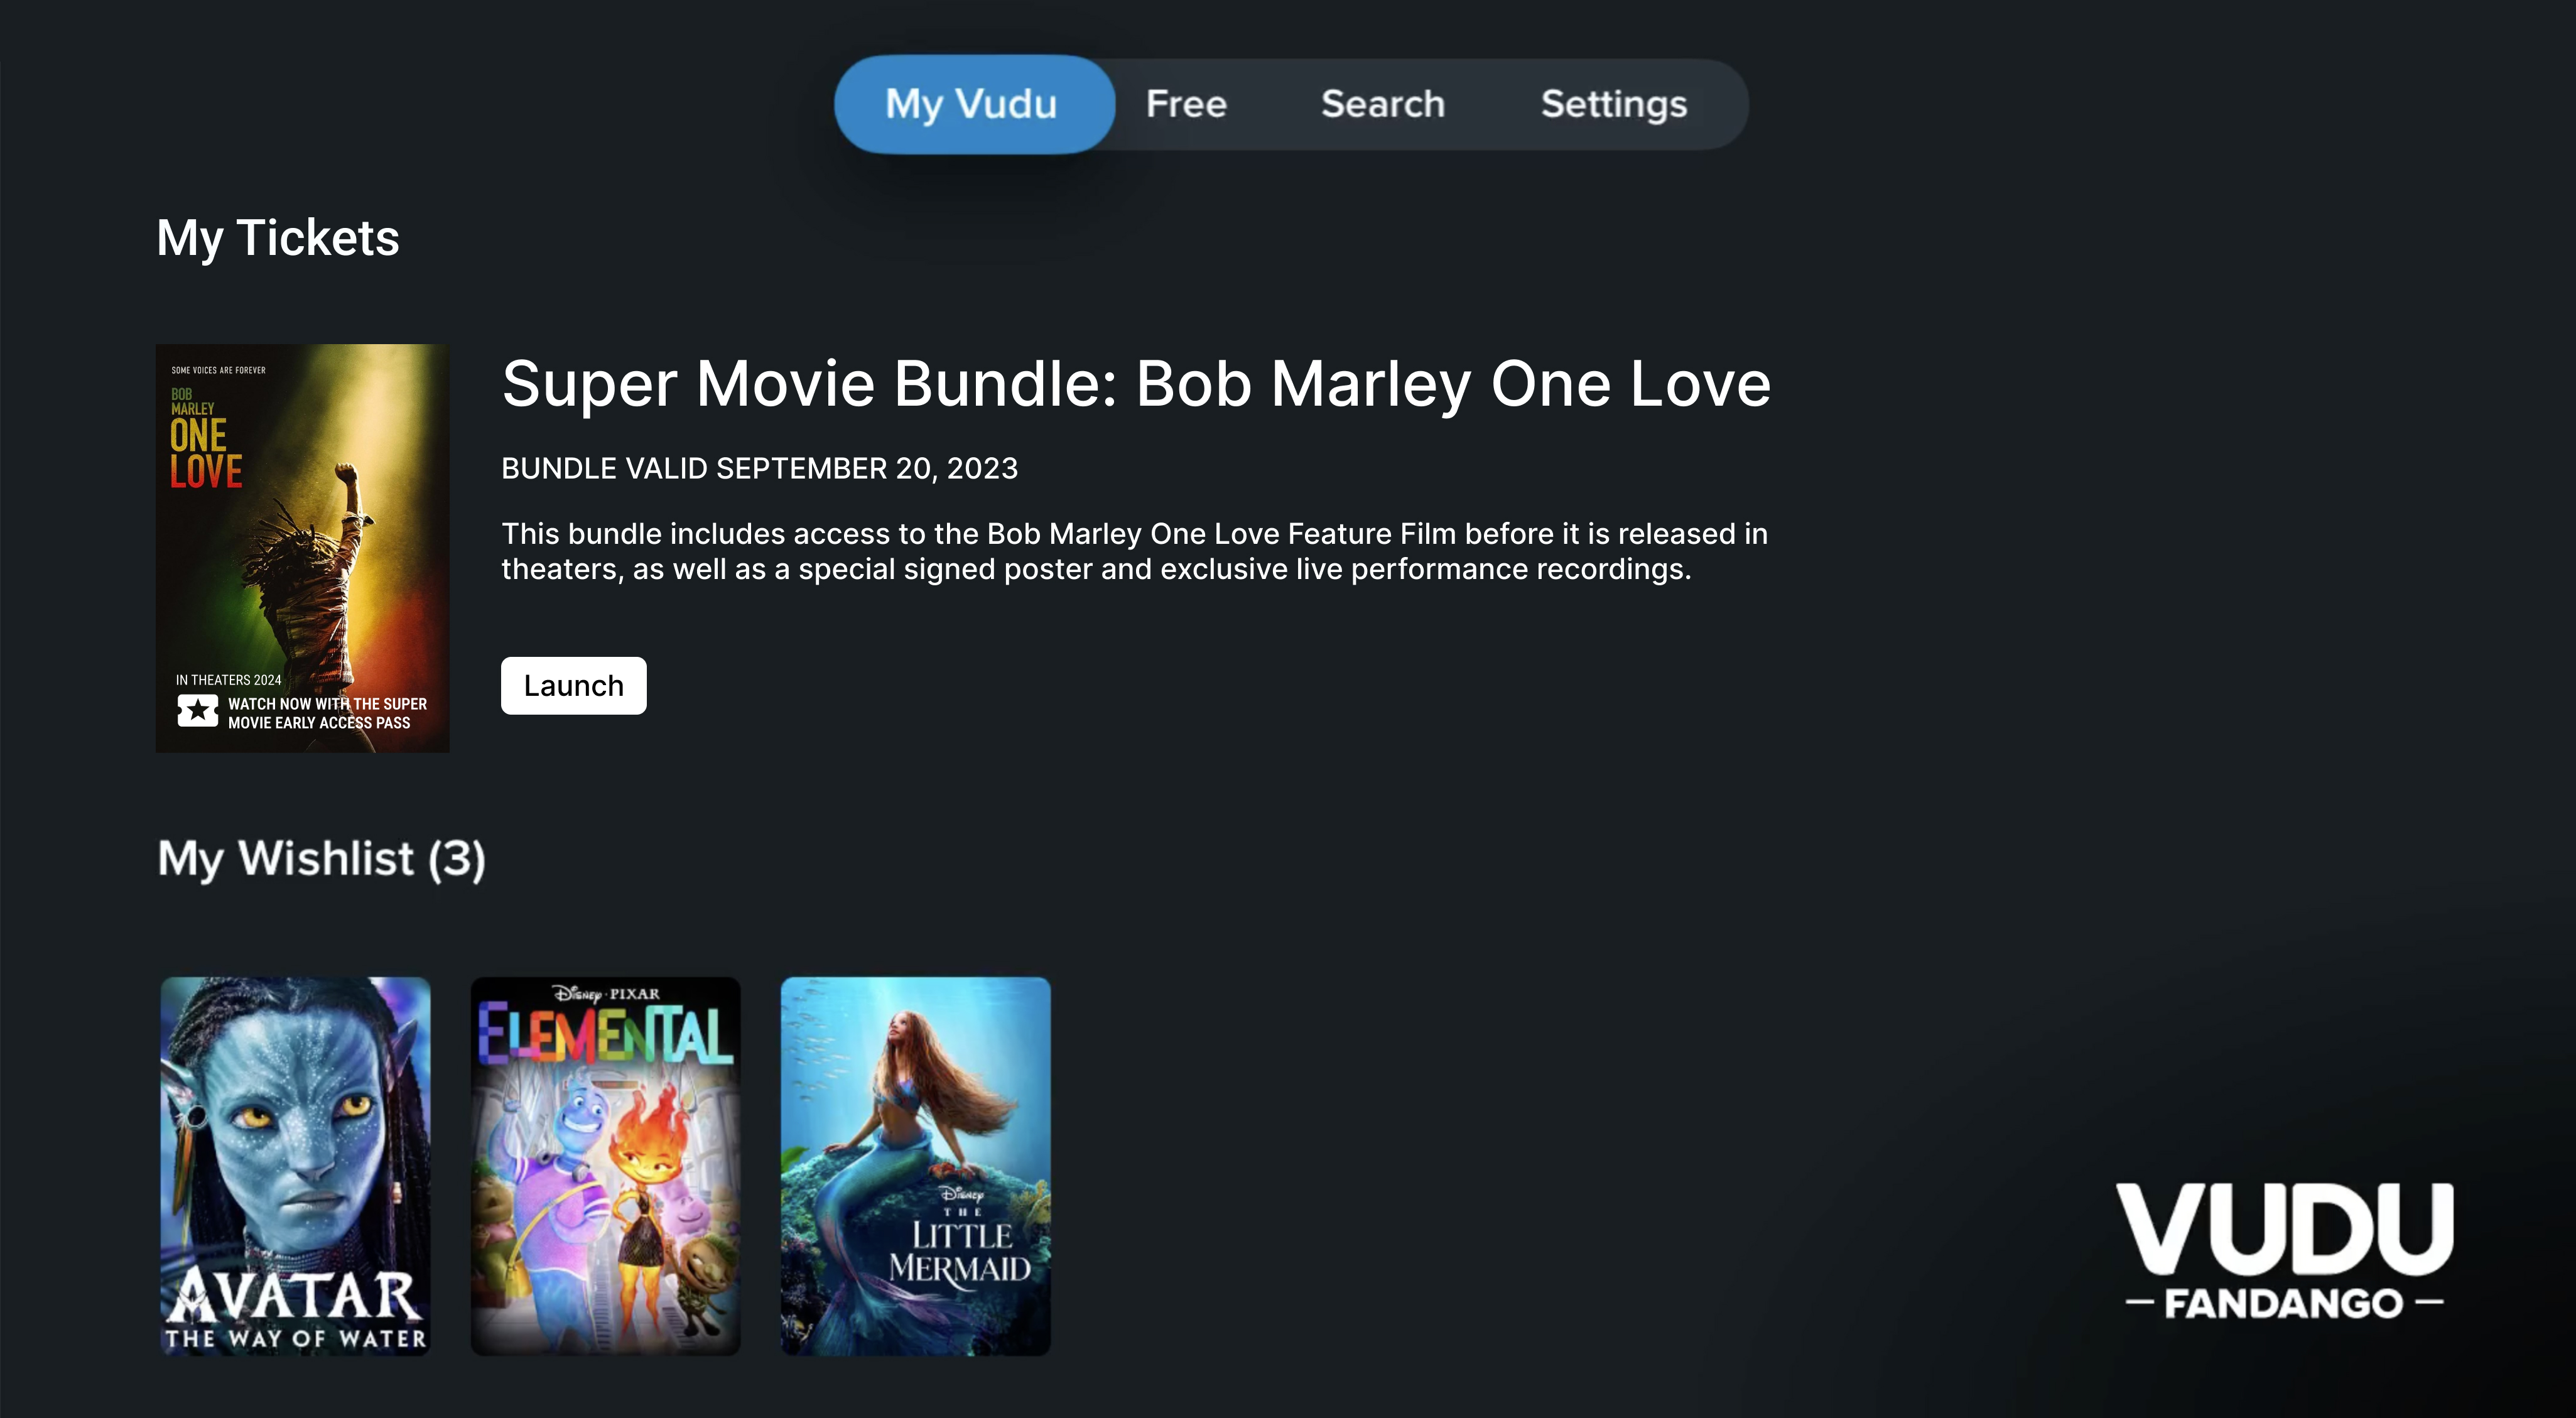 My Vudu
Free
Search
Settings
My Tickets
SOME VOICES ARE FOREVER
BOB
MARLEY
ONE
LOVE
IN THEATERS 2024
WATCH NOW WITH THE SUPER
MOVIE EARLY ACCESS PASS
Super Movie Bundle: Bob Marley One Love
BUNDLE VALID SEPTEMBER 20, 2023
This bundle includes access to the Bob Marley One Love Feature Film before it is released in
theaters, as well as a special signed poster and exclusive live performance recordings.
Launch
My Wishlist (3)
AVATAR
THE WAY OF WATER
Disney · PIXAR
ELEMENTAL
Disney
THE
LITTLE
MERMAID
VUDU
FANDANGO